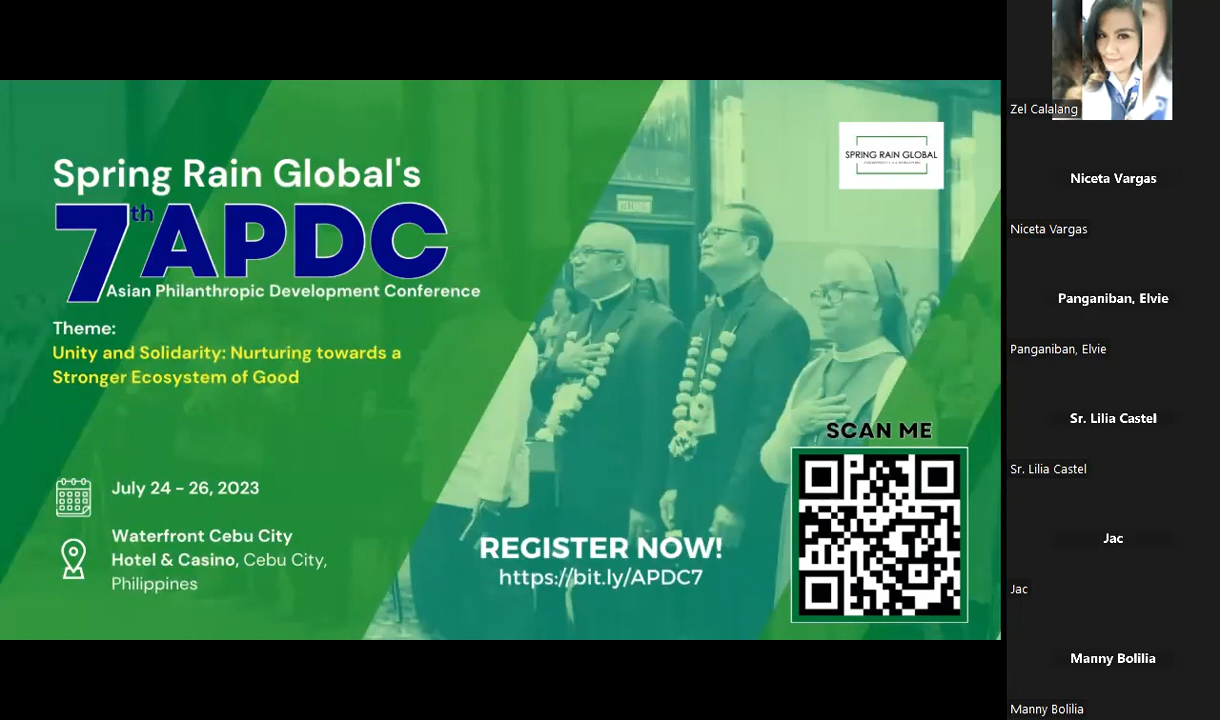 Spring Rain Global's
7th APDC
Asian Philanthropic Development Conference
Theme:
Unity and Solidarity: Nurturing towards a
Stronger Ecosystem of Good
July 24 - 26, 2023
Waterfront Cebu City
Hotel & Casino, Cebu City,
Philippines
SPRING RAIN GLOBAL
SCAN ME
REGISTER NOW!
https://bit.ly/APDC7
Zel Calalang
Niceta Vargas
Niceta Vargas
Panganiban, Elvie
Panganiban, Elvie
Sr. Lilia Castel
Sr. Lilia Castel
Jac
Jac
Manny Bolilia
Manny Bolilia